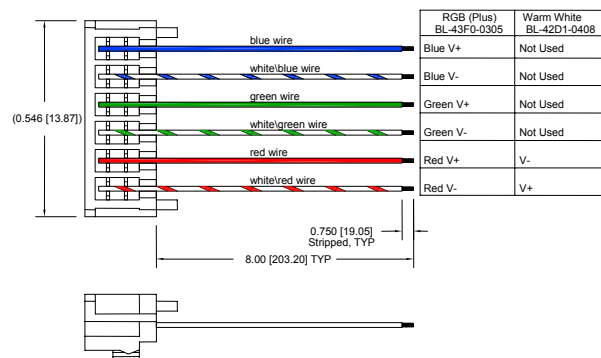 RGB (Plus) Warm White
BL-43F0-0305 BL-42D1-0408
blue wire
Blue V+ Not Used
white\blue wire
Blue V- Not Used
green wire
Green V+ Not Used
(0.546 [13.87])
white\green wire
Green V- Not Used
red wire
Red V+ V-
white\red wire
Red V- V+
0.750 [19.05]
Stripped, TYP
8.00 [203.20] TYP